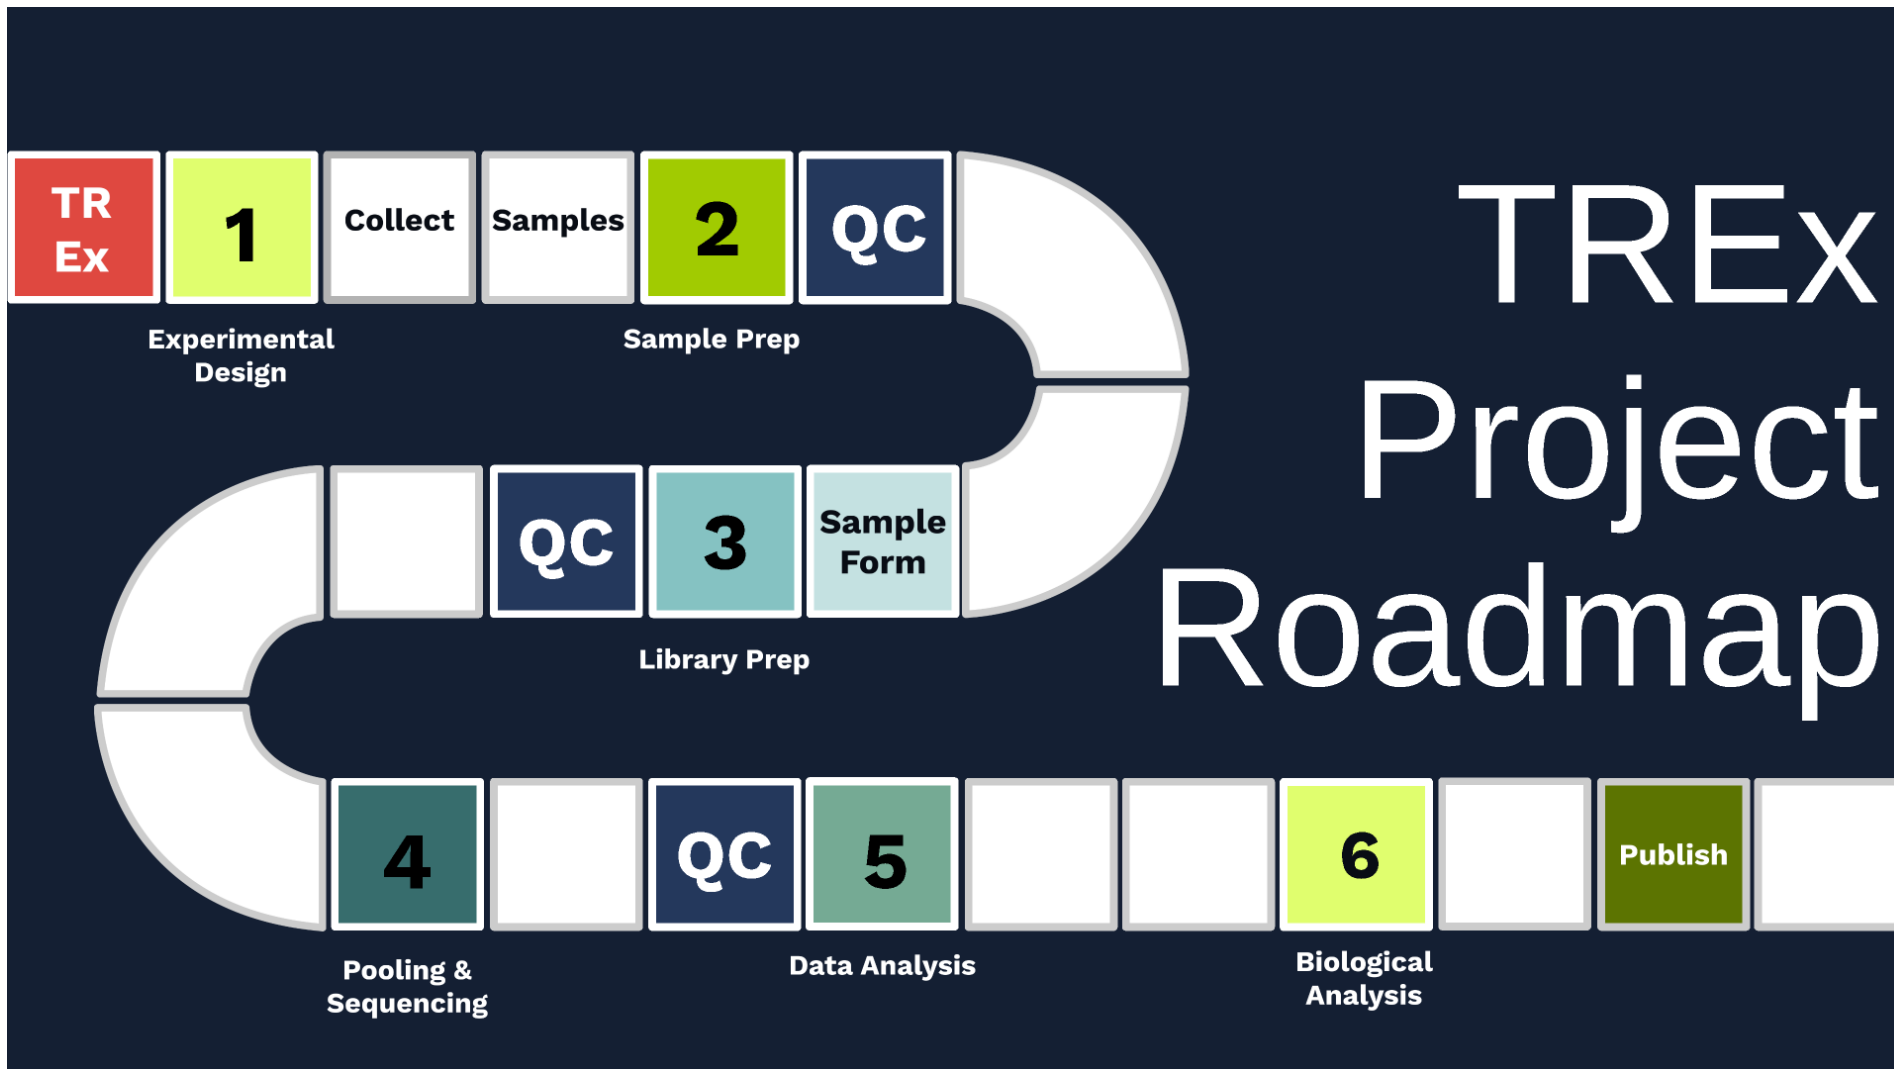 TR
Ex
1
Collect
Samples
2
QC
Experimental
Design
Sample Prep
TREx
Project
Roadmap
QC
3
Sample
Form
Library Prep
4
QC
5
6
Publish
Pooling &
Sequencing
Data Analysis
Biological
Analysis